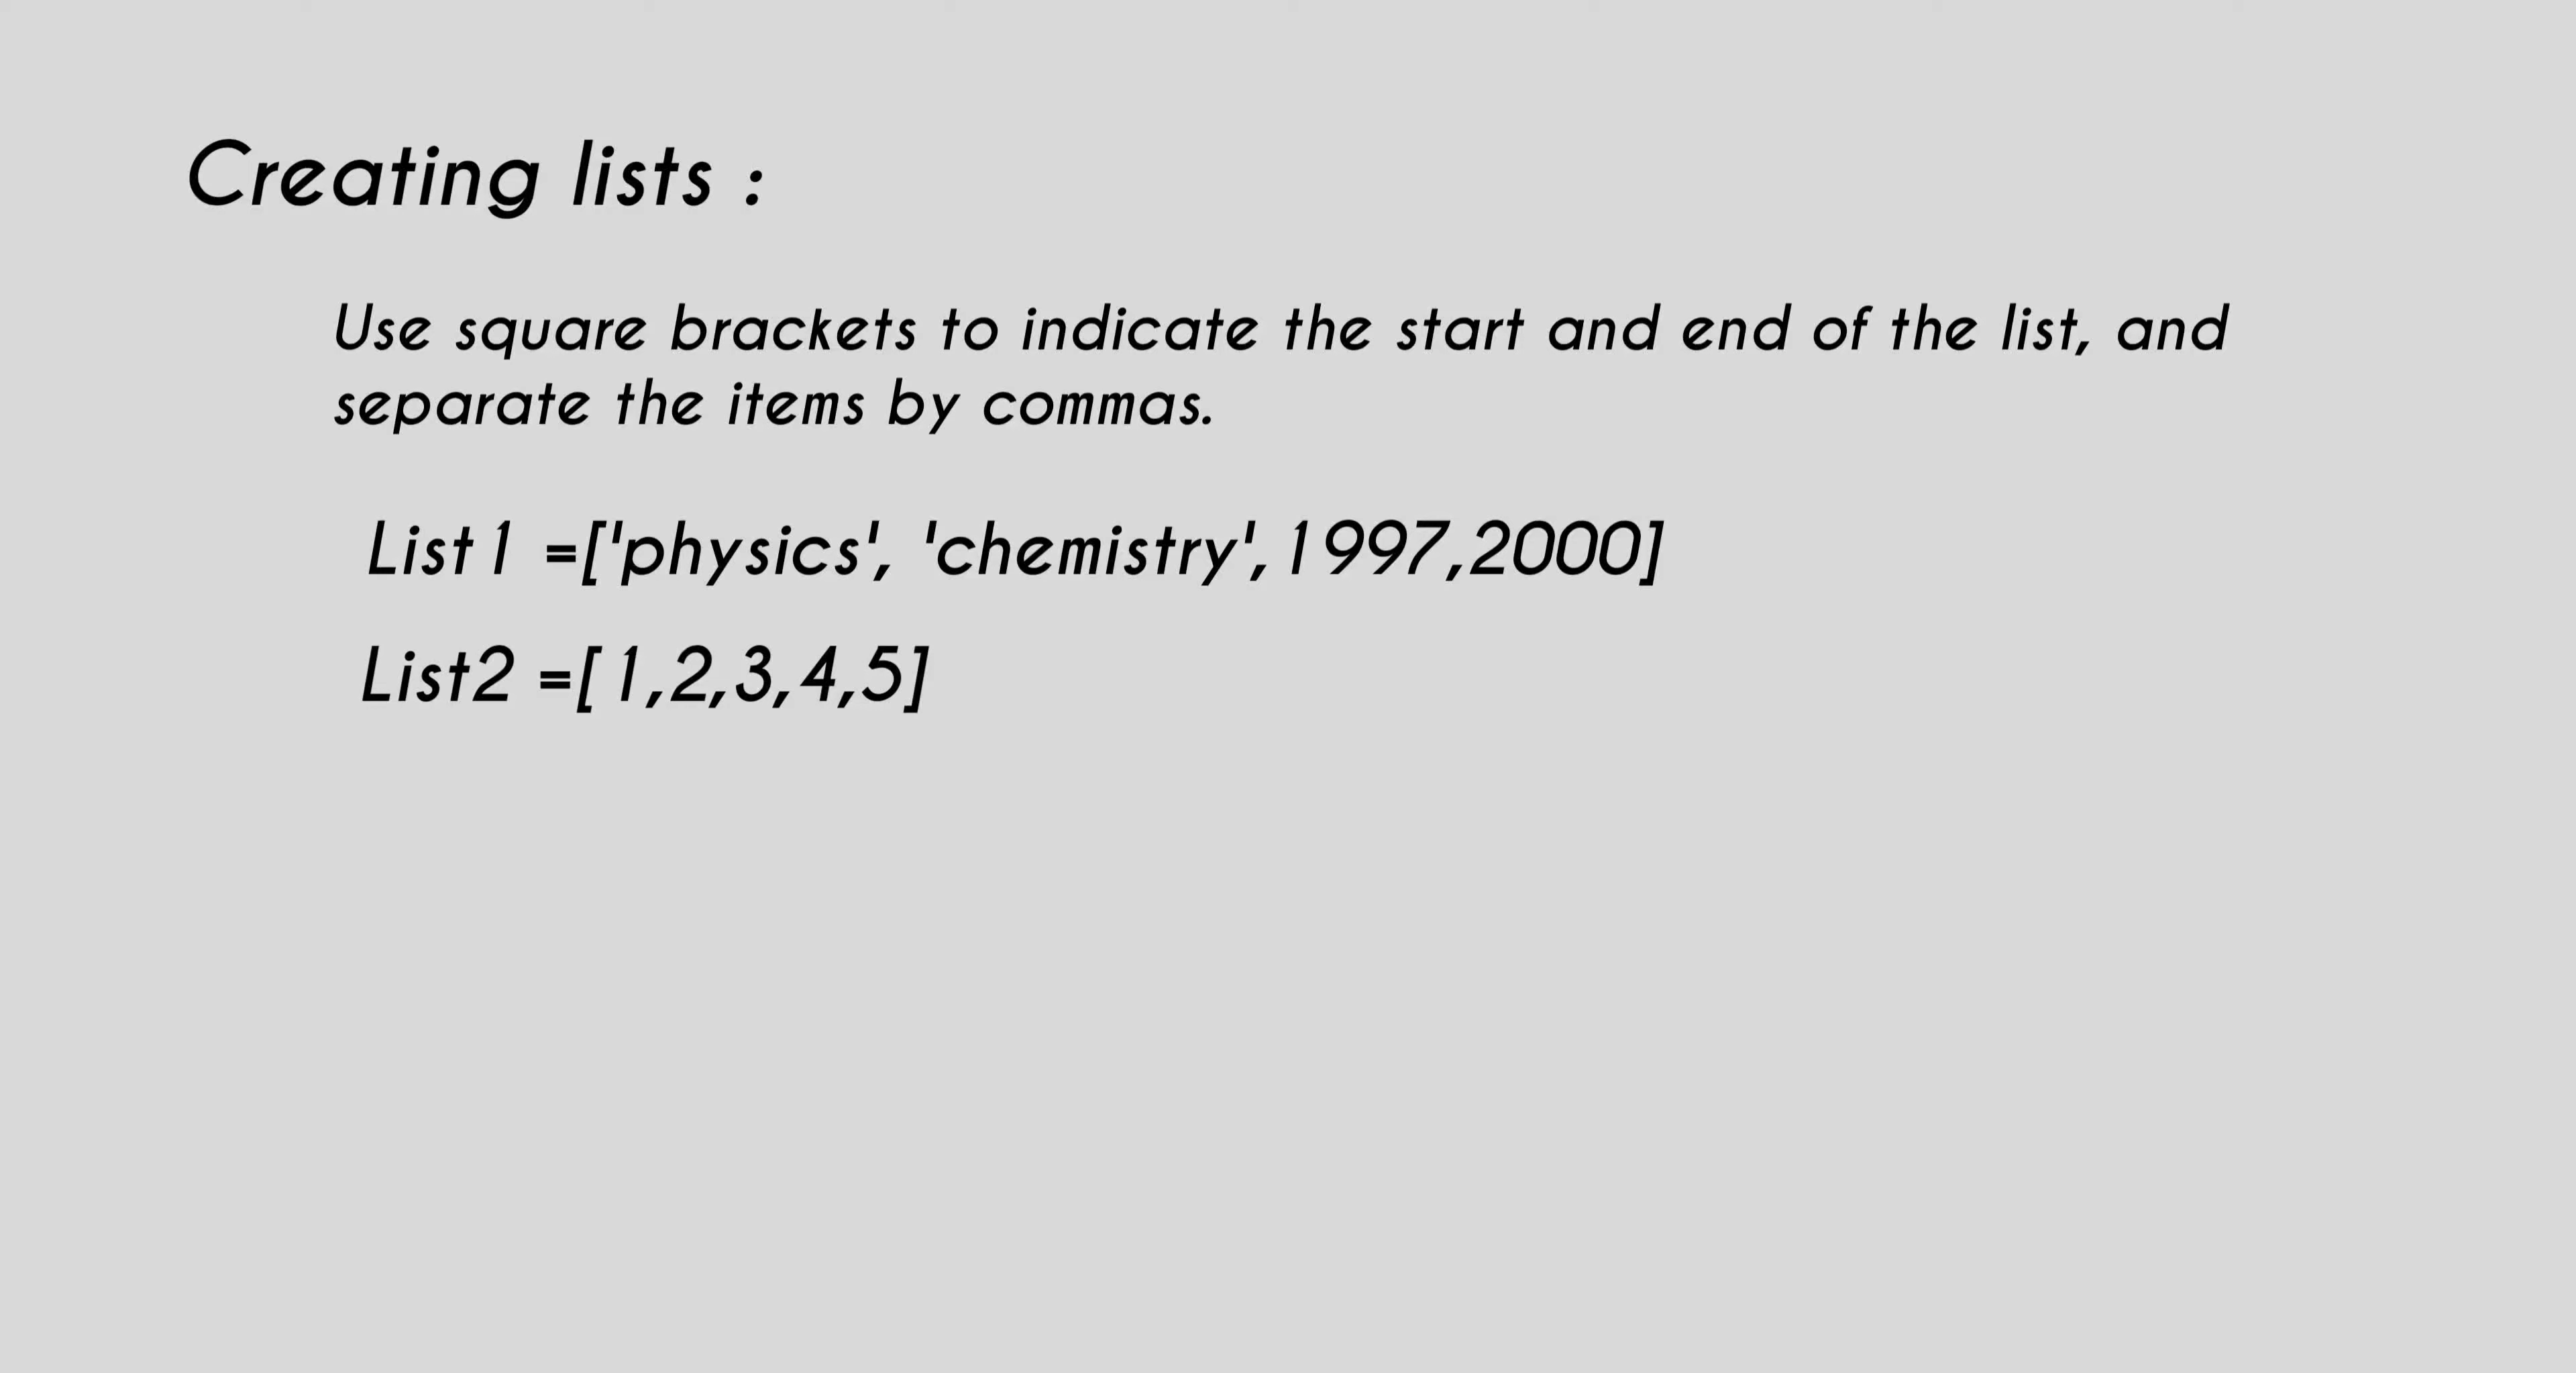 Creating lists :
Use square brackets to indicate the start and end of the list, and
separate the items by commas.
List1 =['physics', 'chemistry',1997,2000]
List2 =[1,2,3,4,5]